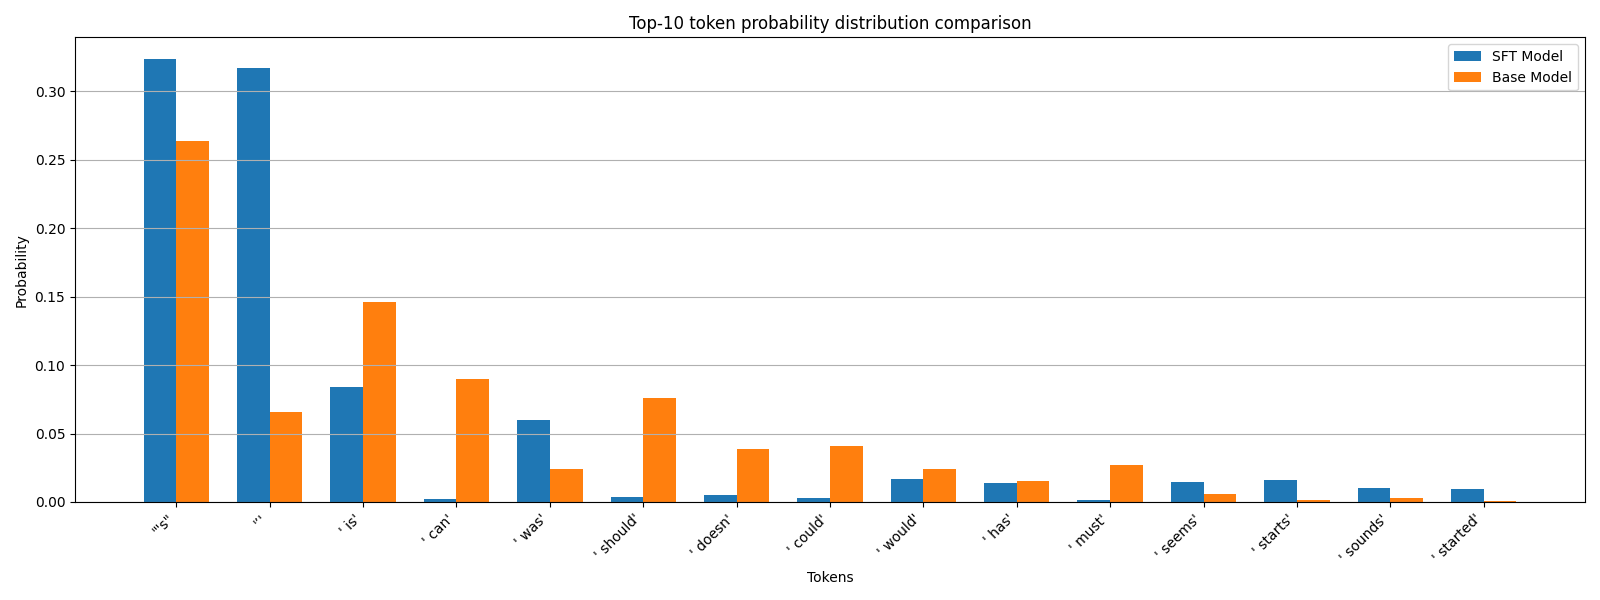 Top-10 token probability distribution comparison
SFT Model
Base Model
Probability
0.30
0.25
0.20
0.15
0.10
0.05
0.00
"'s"
'’'
' is'
' can'
' was'
' should'
' doesn'
' could'
' would'
' has'
' must'
' seems'
' starts'
' sounds'
' started'
Tokens